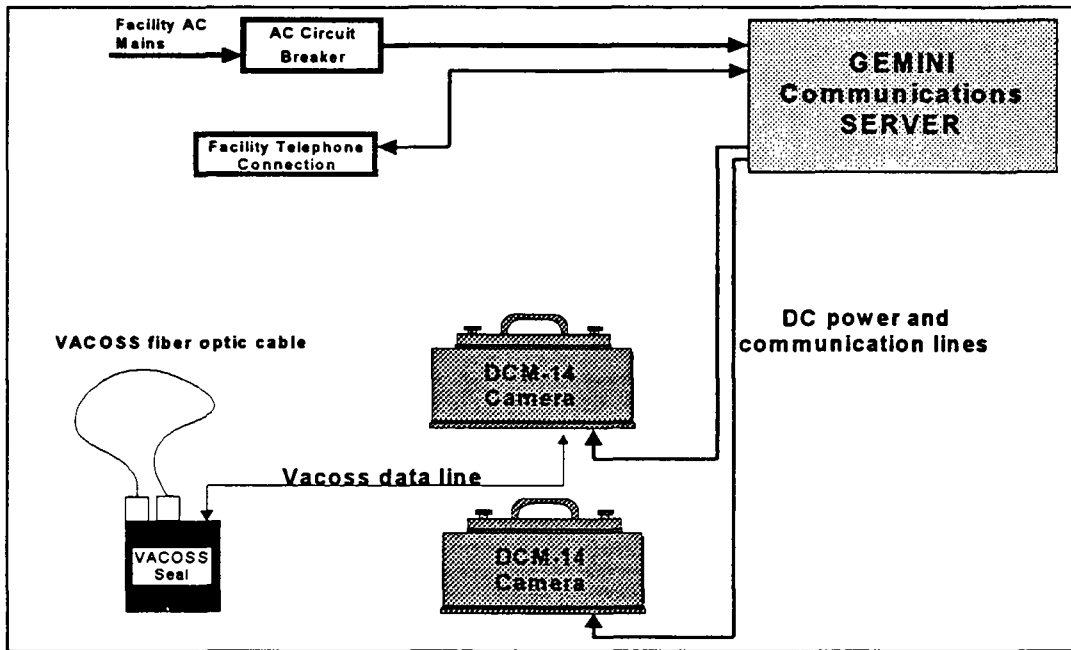 Facility AC
Mains
AC Circuit
Breaker
GEMINI
Communications
SERVER
Facility Telephone
Connection
DC power and
communication lines
VACOSS fiber optic cable
DCM-14
Camera
Vacoss data line
VACOSS
Seal
DCM-14
Camera